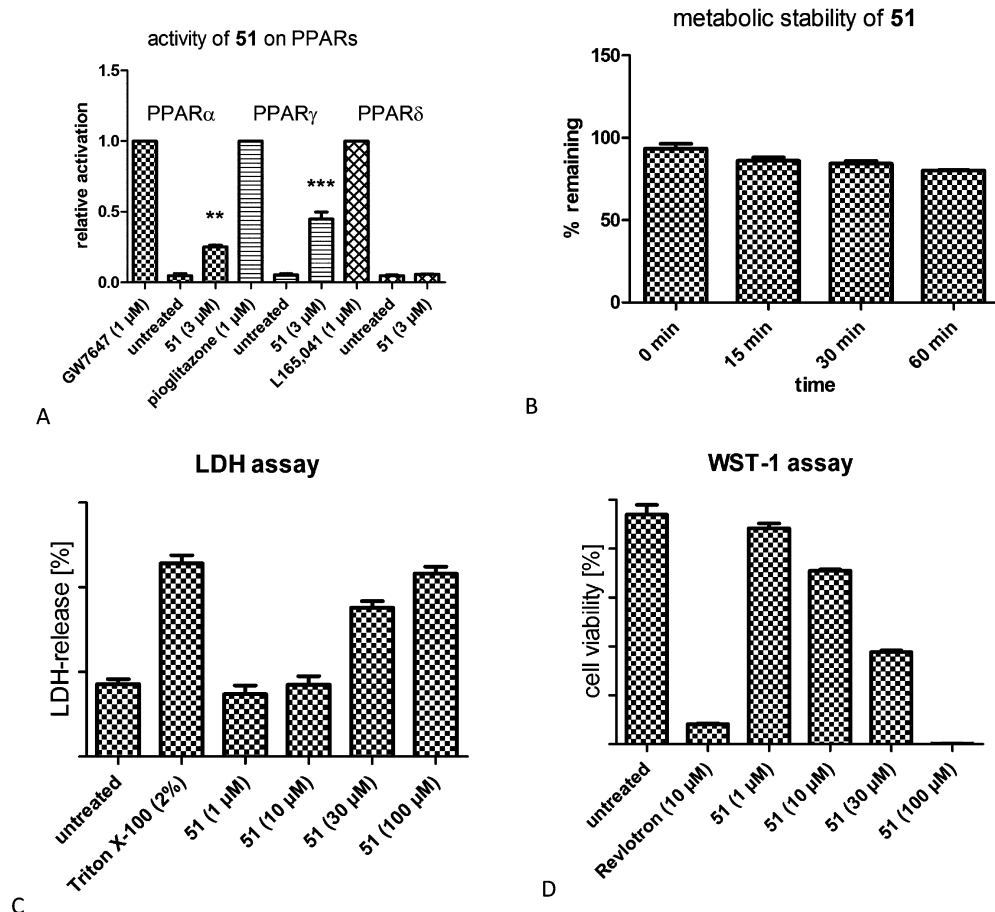 activity of 51 on PPARs
relative activation
1.5
1.0
0.5
0.0
PPARα PPARγ PPARδ
**
***
GW7647 (1 µM)
untreated
51 (3 µM)
pioglitazone (1 µM)
untreated
51 (3 µM)
L165,041 (1 µM)
untreated
51 (3 µM)
A
metabolic stability of 51
% remaining
150
100
50
0
0 min
15 min
30 min
60 min
time
B
LDH assay
LDH-release [%]
untreated
Triton X-100 (2%)
51 (1 µM)
51 (10 µM)
51 (30 µM)
51 (100 µM)
C
WST-1 assay
cell viability [%]
untreated
Revlotron (10 µM)
51 (1 µM)
51 (10 µM)
51 (30 µM)
51 (100 µM)
D